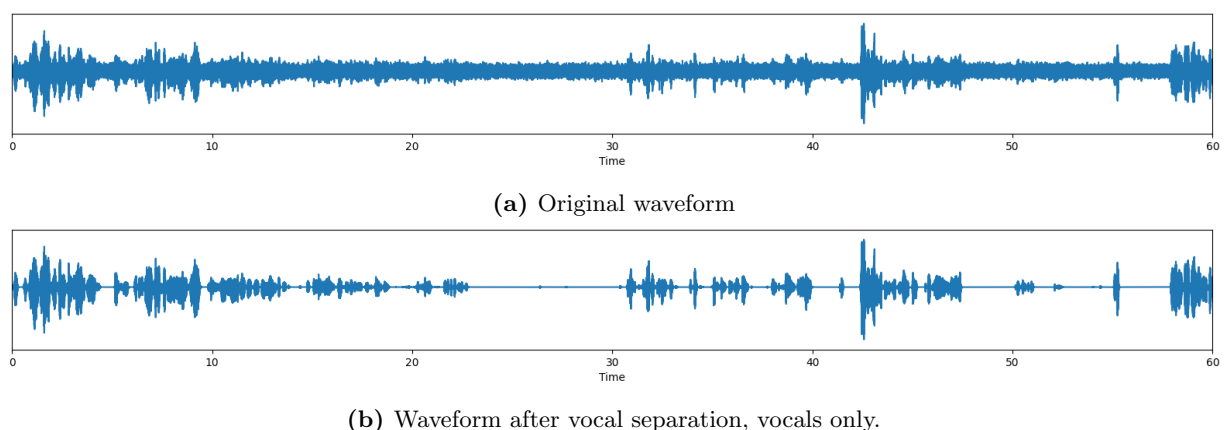 0 10 20 30 40 50 60
Time
(a) Original waveform
0 10 20 30 40 50 60
Time
(b) Waveform after vocal separation, vocals only.